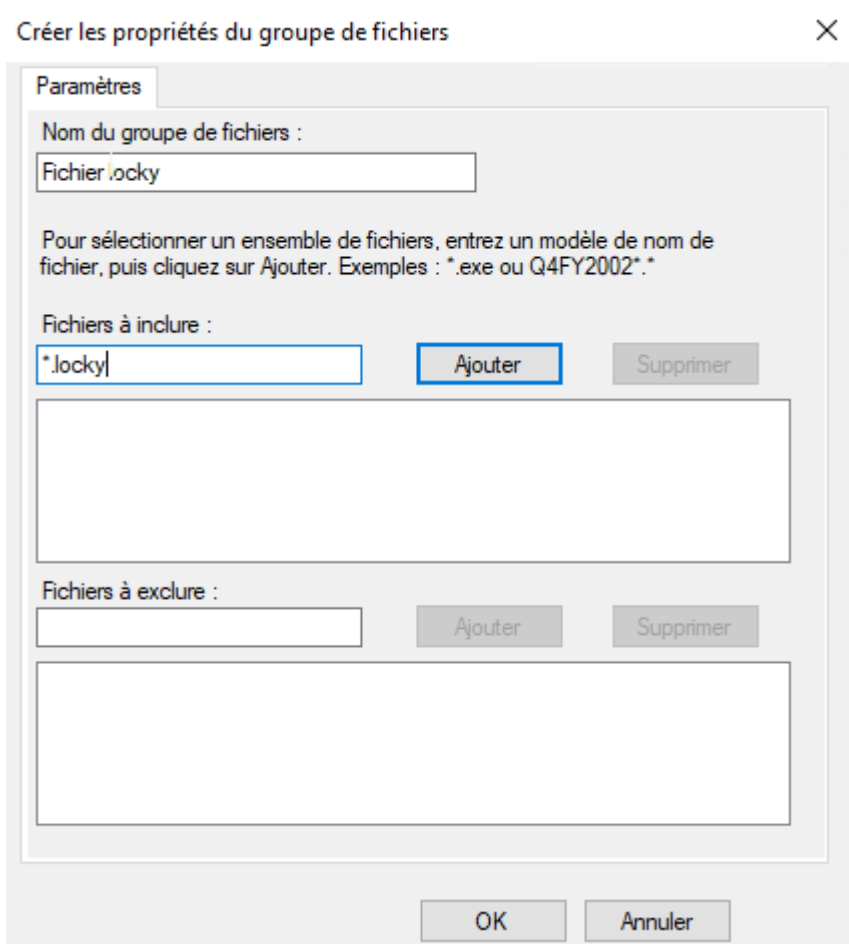 Créer les propriétés du groupe de fichiers
Paramètres
Nom du groupe de fichiers :
Fichier locky
Pour sélectionner un ensemble de fichiers, entrez un modèle de nom de
fichier, puis cliquez sur Ajouter. Exemples : *.exe ou Q4FY2002*.*
Fichiers à inclure :
*.locky Ajouter Supprimer
Fichiers à exclure :
Ajouter Supprimer
OK Annuler